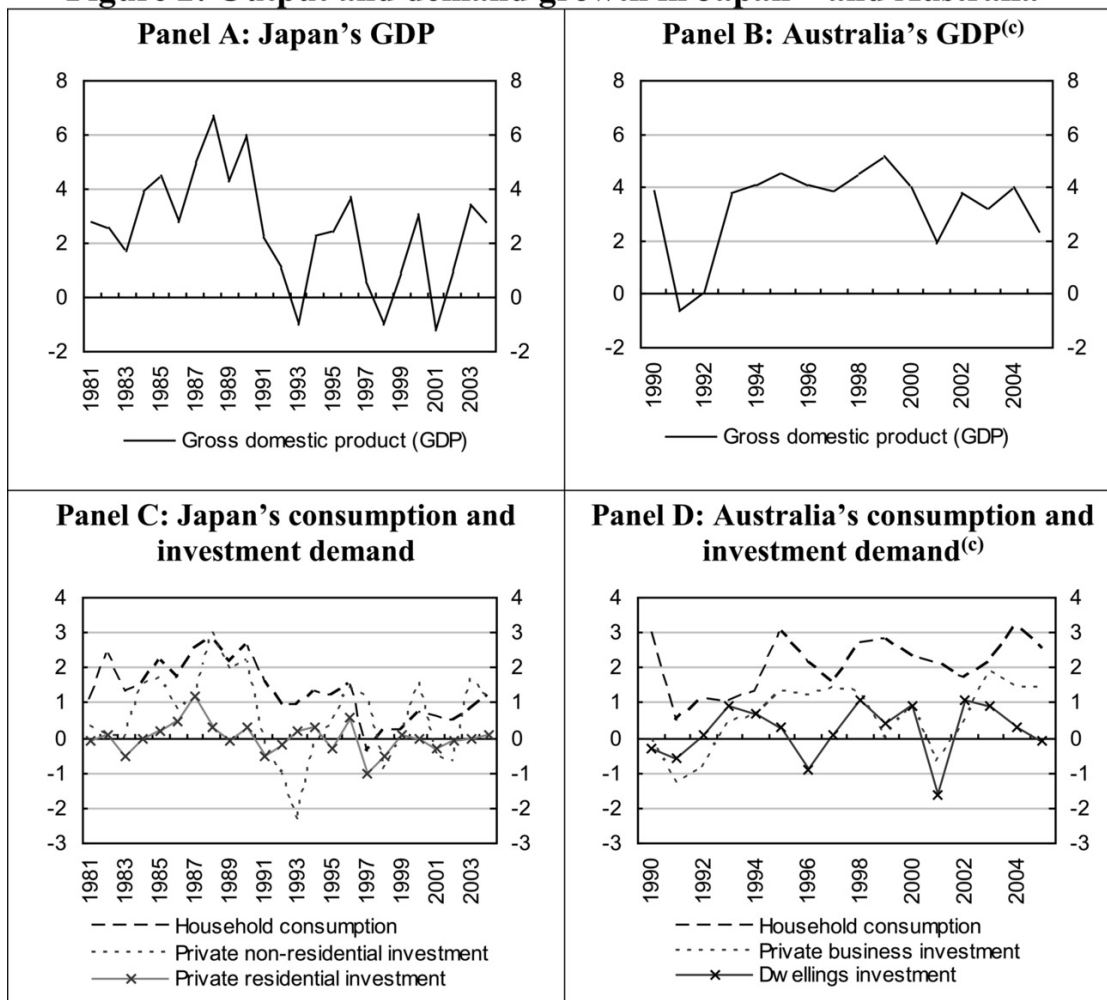 Panel A: Japan's GDP
8 8
6 6
4 4
2 2
0 0
-2 -2
1981 1983 1985 1987 1989 1991 1993 1995 1997 1999 2001 2003
Gross domestic product (GDP)
Panel B: Australia's GDP(c)
8 8
6 6
4 4
2 2
0 0
-2 -2
1990 1992 1994 1996 1998 2000 2002 2004
Gross domestic product (GDP)
Panel C: Japan's consumption and
investment demand
4 4
3 3
2 2
1 1
0 0
-1 -1
-2 -2
-3 -3
1981 1983 1985 1987 1989 1991 1993 1995 1997 1999 2001 2003
Household consumption
Private non-residential investment
Private residential investment
Panel D: Australia's consumption and
investment demand(c)
4 4
3 3
2 2
1 1
0 0
-1 -1
-2 -2
-3 -3
1990 1992 1994 1996 1998 2000 2002 2004
Household consumption
Private business investment
Dwellings investment